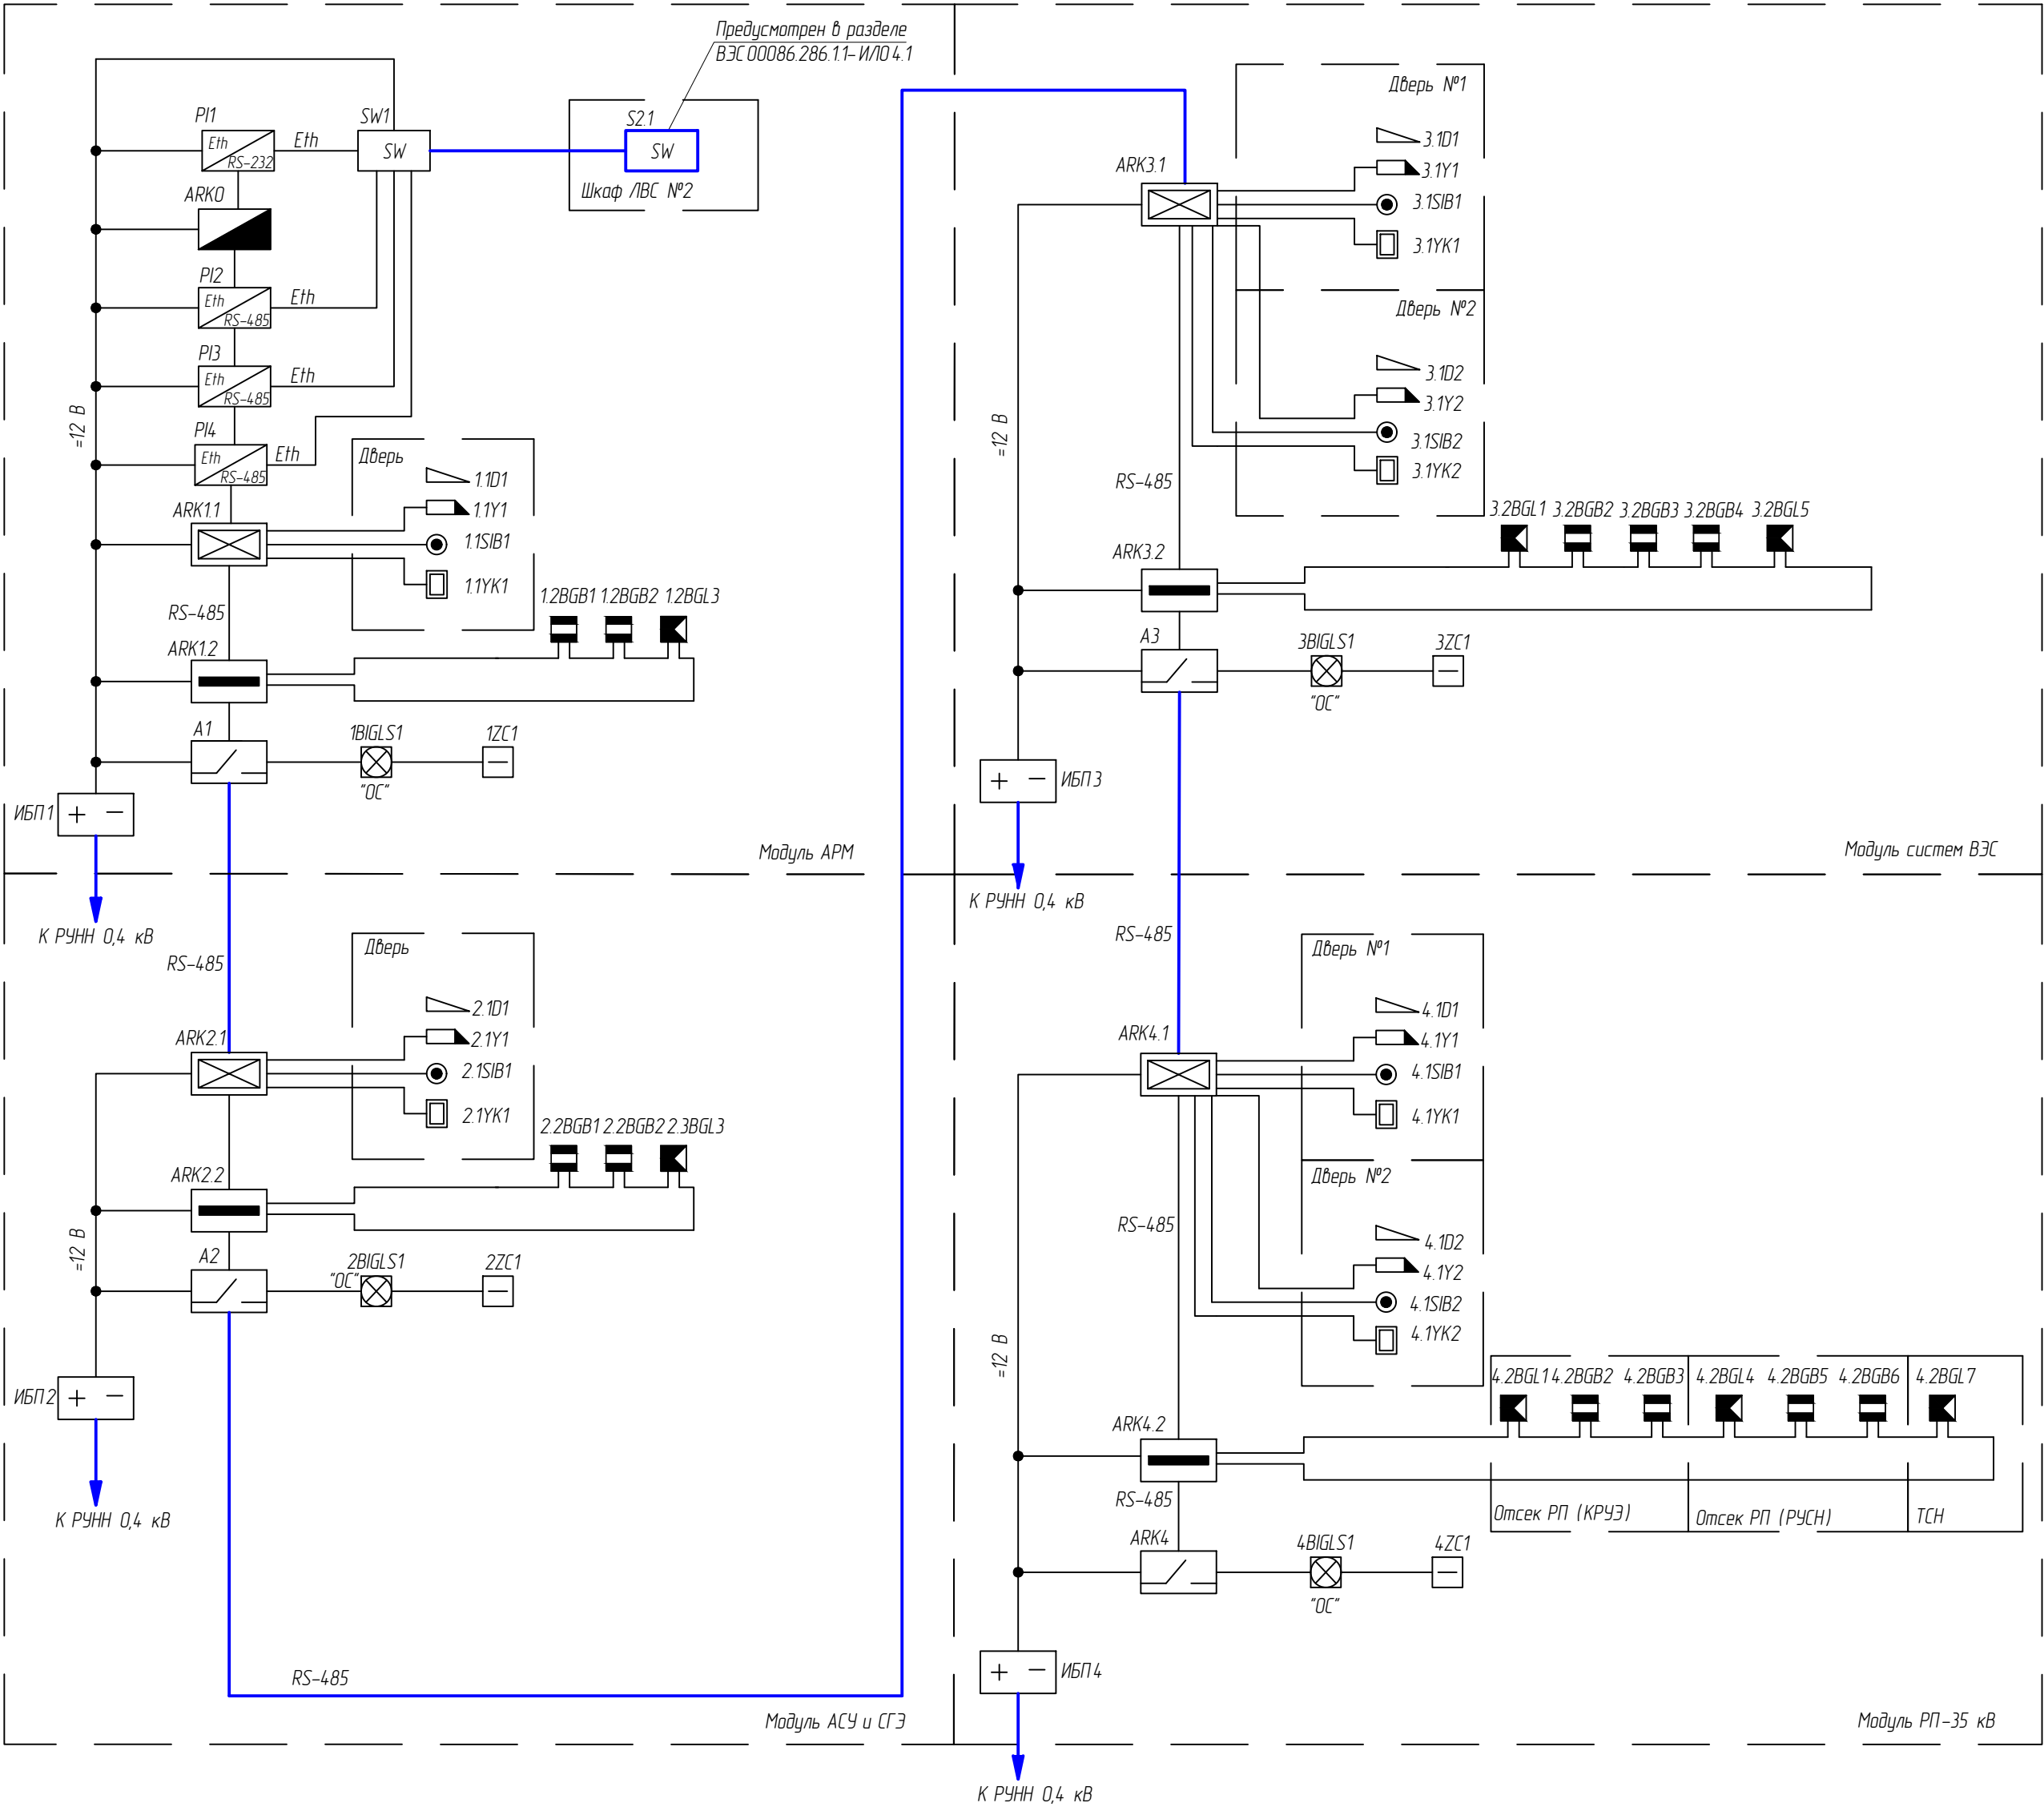 Предусмотрен в разделе
ВЭС00086.286.1.1-ИЛО4.1
PI1
Eth
RS-232
Eth
SW1
SW
S2.1
SW
Шкаф ЛВС №2
ARK0
PI2
Eth
RS-485
Eth
PI3
Eth
RS-485
Eth
=12 В
PI4
Eth
RS-485
Eth
Дверь
1.1D1
1.1Y1
1.1SIB1
1.1YK1
ARK1.1
RS-485
ARK1.2
1.2BGB1
1.2BGB2
1.2BGL3
A1
1BIGLS1
"ОС"
1ZC1
ИБП1
+ -
К РУНН 0,4 кВ
Модуль АРМ
RS-485
Дверь
2.1D1
2.1Y1
2.1SIB1
2.1YK1
ARK2.1
ARK2.2
2.2BGB1
2.2BGB2
2.3BGL3
=12 В
A2
2BIGLS1
"ОС"
2ZC1
ИБП2
+ -
К РУНН 0,4 кВ
RS-485
Модуль АСУ и СГЭ
Дверь №1
3.1D1
3.1Y1
3.1SIB1
3.1YK1
ARK3.1
Дверь №2
3.1D2
3.1Y2
3.1SIB2
3.1YK2
=12 В
RS-485
3.2BGL1
3.2BGB2
3.2BGB3
3.2BGB4
3.2BGL5
ARK3.2
A3
3BIGLS1
"ОС"
3ZC1
ИБП3
+ -
К РУНН 0,4 кВ
Модуль систем ВЭС
RS-485
Дверь №1
4.1D1
4.1Y1
4.1SIB1
4.1YK1
ARK4.1
Дверь №2
4.1D2
4.1Y2
4.1SIB2
4.1YK2
RS-485
=12 В
4.2BGL1
4.2BGB2
4.2BGB3
4.2BGL4
4.2BGB5
4.2BGB6
4.2BGL7
ARK4.2
RS-485
Отсек РП (КРУЭ)
Отсек РП (РУСН)
ТСН
ARK4
4BIGLS1
"ОС"
4ZC1
ИБП4
+ -
К РУНН 0,4 кВ
Модуль РП-35 кВ